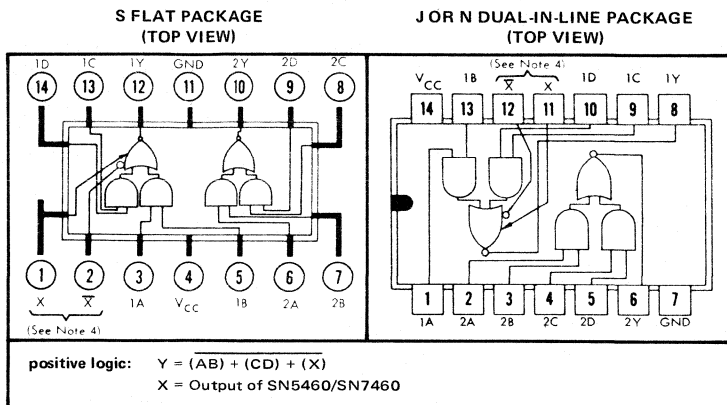 S FLAT PACKAGE
(TOP VIEW)
1D 1C 1Y GND 2Y 2D 2C
14 13 12 11 10 9 8
1 2 3 4 5 6 7
X X̅ 1A VCC 1B 2A 2B
(See Note 4)
J OR N DUAL-IN-LINE PACKAGE
(TOP VIEW)
(See Note 4)
VCC 1B X̅ X 1D 1C 1Y
14 13 12 11 10 9 8
1 2 3 4 5 6 7
1A 2A 2B 2C 2D 2Y GND
positive logic: Y = (AB) + (CD) + (X)
X = Output of SN5460/SN7460